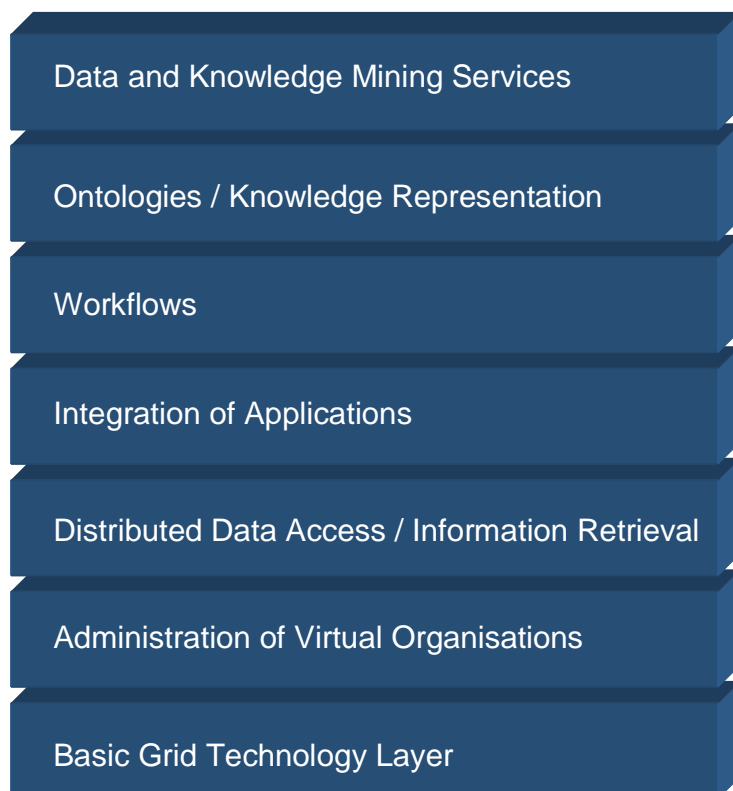 Data and Knowledge Mining Services
Ontologies / Knowledge Representation
Workflows
Integration of Applications
Distributed Data Access / Information Retrieval
Administration of Virtual Organisations
Basic Grid Technology Layer